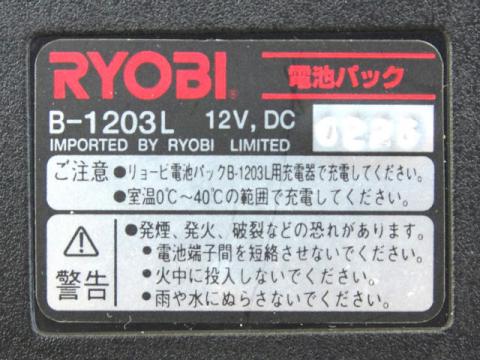 RYOBI®
電池パック
B-1203L 12V, DC
IMPORTED BY RYOBI LIMITED
ご注意
●リョービ電池パックB-1203L用充電器で充電してください。
●室温0℃～40℃の範囲で充電してください。
警告
●発煙、発火、破裂などの恐れがあります。
●電池端子間を短絡させないでください。
●火中に投入しないでください。
●雨や水にぬらさないでください。